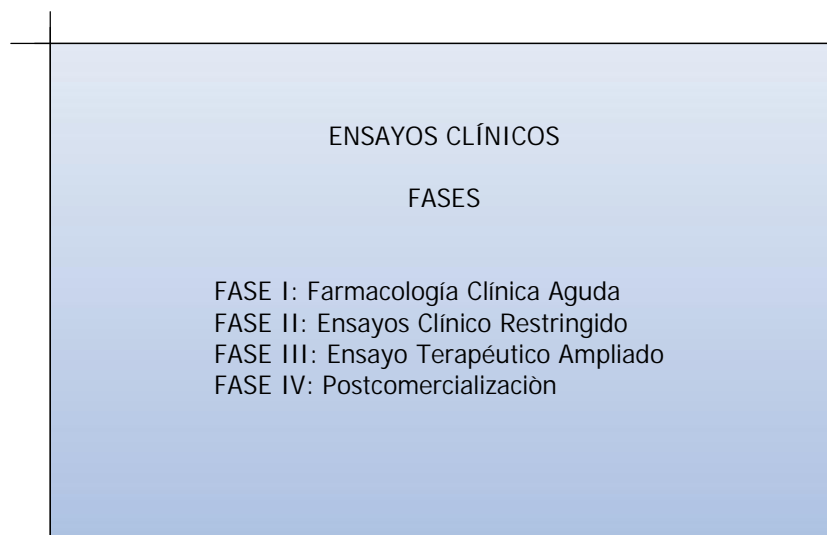 ENSAYOS CLÍNICOS
FASES
FASE I: Farmacología Clínica Aguda
FASE II: Ensayos Clínico Restringido
FASE III: Ensayo Terapéutico Ampliado
FASE IV: Postcomercializaciòn